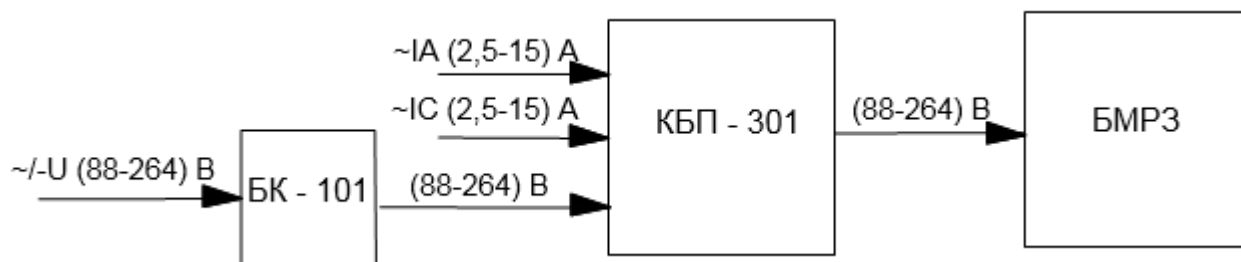 ~IA (2,5-15) А
~IC (2,5-15) А
КБП - 301
(88-264) В
БМРЗ
~/-U (88-264) В
БК - 101
(88-264) В